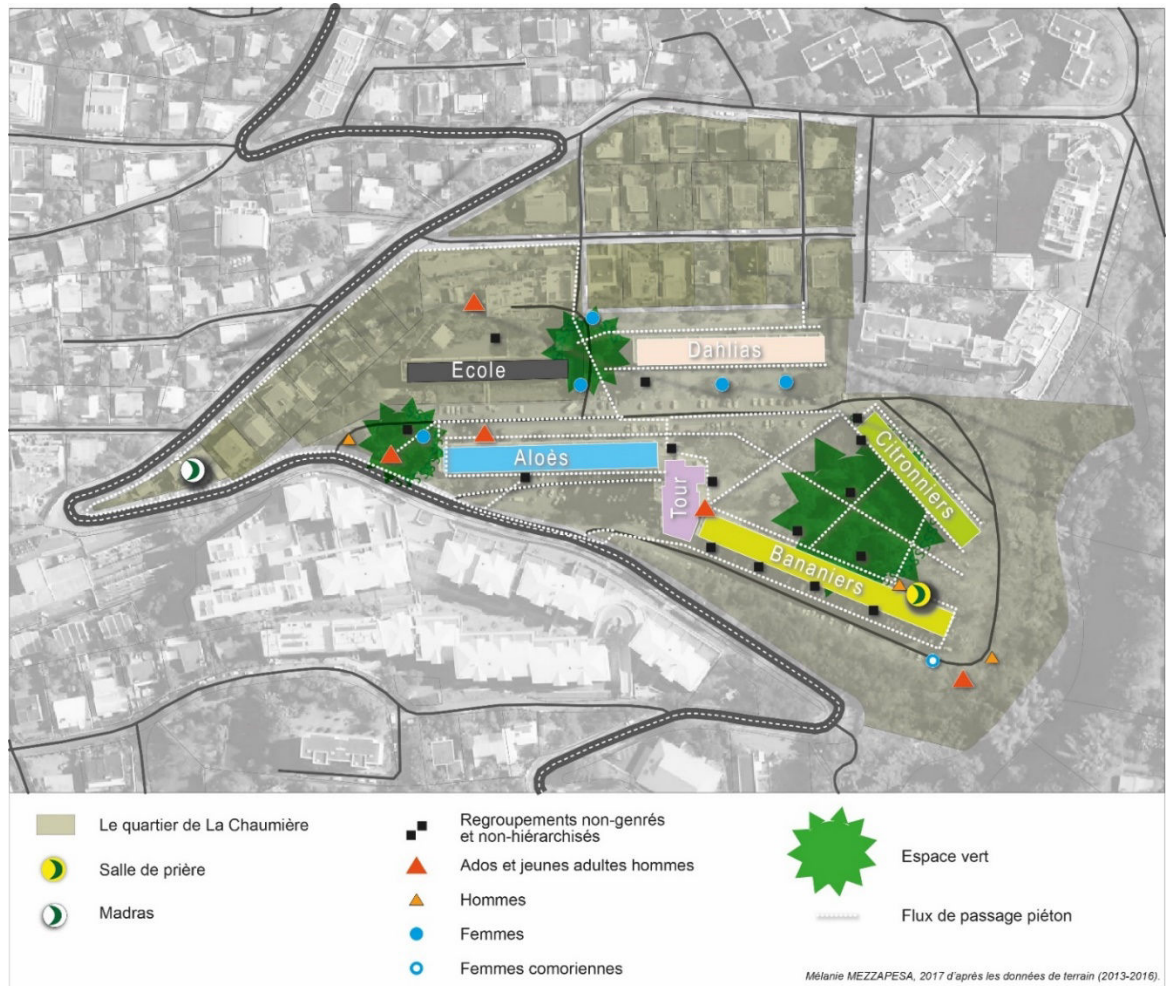 Dahlias
Ecole
Citronniers
Aloès
Tour
Bananiers
Le quartier de La Chaumière
Salle de prière
Madras
Regroupements non-genrés
et non-hiérarchisés
Ados et jeunes adultes hommes
Hommes
Femmes
Femmes comoriennes
Espace vert
Flux de passage piéton
Mélanie MEZZAPESA, 2017 d'après les données de terrain (2013-2016).